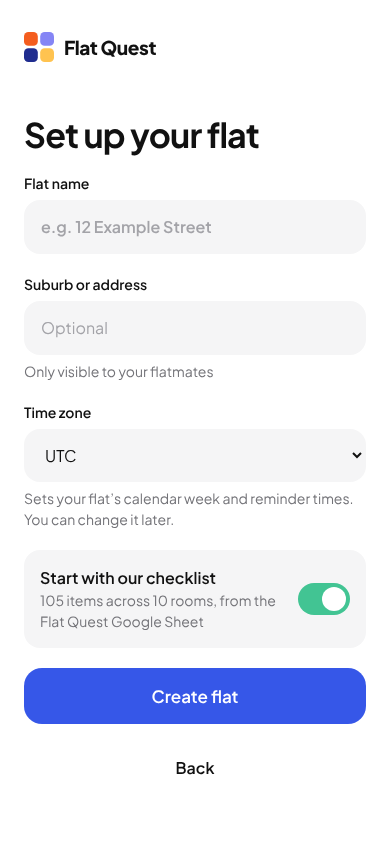 Flat Quest
Set up your flat
Flat name
e.g. 12 Example Street
Suburb or address
Optional
Only visible to your flatmates
Time zone
UTC
Sets your flat’s calendar week and reminder times.
You can change it later.
Start with our checklist
105 items across 10 rooms, from the
Flat Quest Google Sheet
Create flat
Back